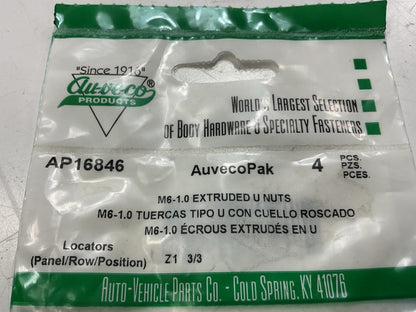 "Since 1916"
Auveco
PRODUCTS
WORLD'S LARGEST SELECTION
OF BODY HARDWARE & SPECIALTY FASTENERS
AP16846 AuvecoPak 4 PCS. PZS. PCES.
M6-1.0 EXTRUDED U NUTS
M6-1.0 TUERCAS TIPO U CON CUELLO ROSCADO
M6-1.0 ÉCROUS EXTRUDÉS EN U
Locators
(Panel/Row/Position) Z1 3/3
AUTO-VEHICLE PARTS CO. - COLD SPRING, KY 41076